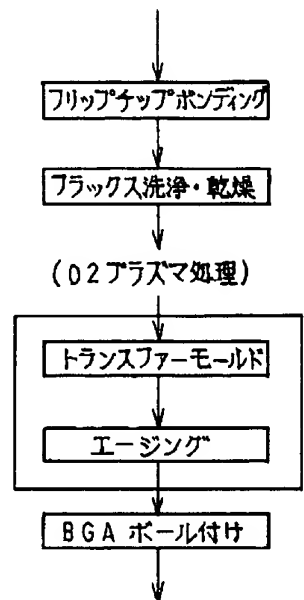 フリップチップボンディング
フラックス洗浄・乾燥
(O2プラズマ処理)
トランスファーモールド
エージング
BGA ボール付け